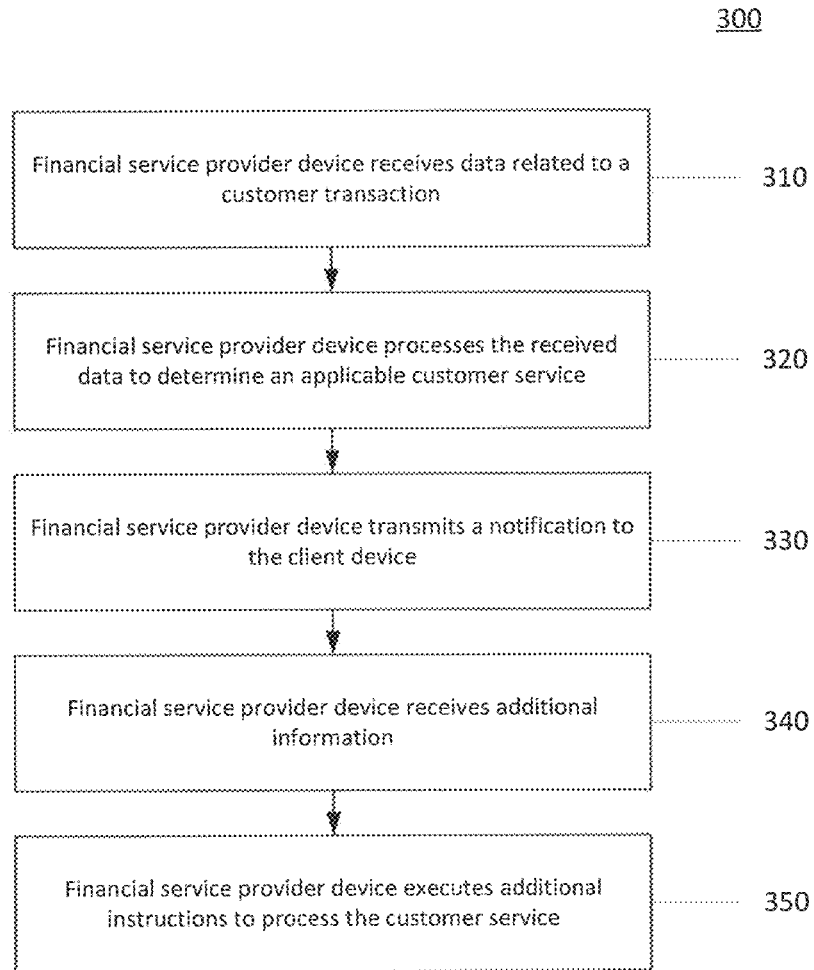 300
Financial service provider device receives data related to a
customer transaction
310
Financial service provider device processes the received
data to determine an applicable customer service
320
Financial service provider device transmits a notification to
the client device
330
Financial service provider device receives additional
information
340
Financial service provider device executes additional
instructions to process the customer service
350